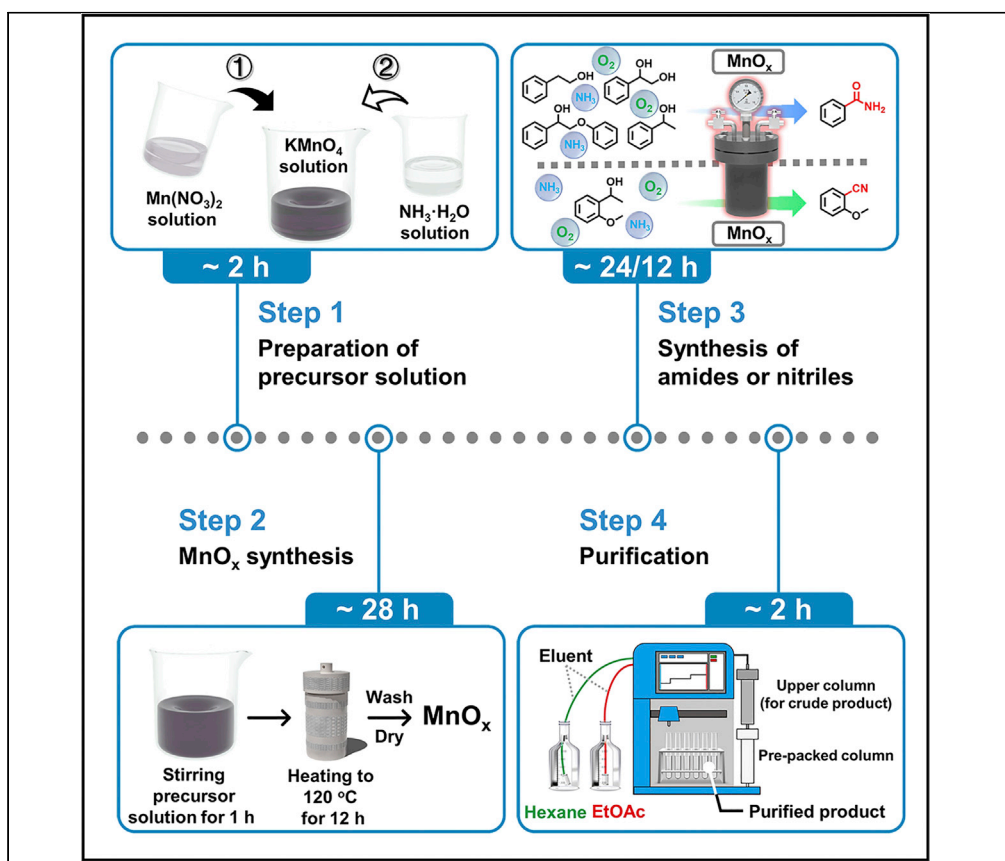 ①
②
KMnO₄
solution
Mn(NO₃)₂
solution
NH₃·H₂O
solution
~ 2 h
Step 1
Preparation of
precursor solution
OH
O₂
OH
OH
NH₃
OH
O
O₂
OH
NH₃
MnOₓ
O
NH₂
NH₃
OH
O₂
O
O₂
NH₃
MnOₓ
CN
O
~ 24/12 h
Step 3
Synthesis of
amides or nitriles
Step 2
MnOₓ synthesis
~ 28 h
Stirring
precursor
solution for 1 h
Heating to
120 °C
for 12 h
Wash
Dry
MnOₓ
Step 4
Purification
~ 2 h
Eluent
Hexane EtOAc
Upper column
(for crude product)
Pre-packed column
Purified product